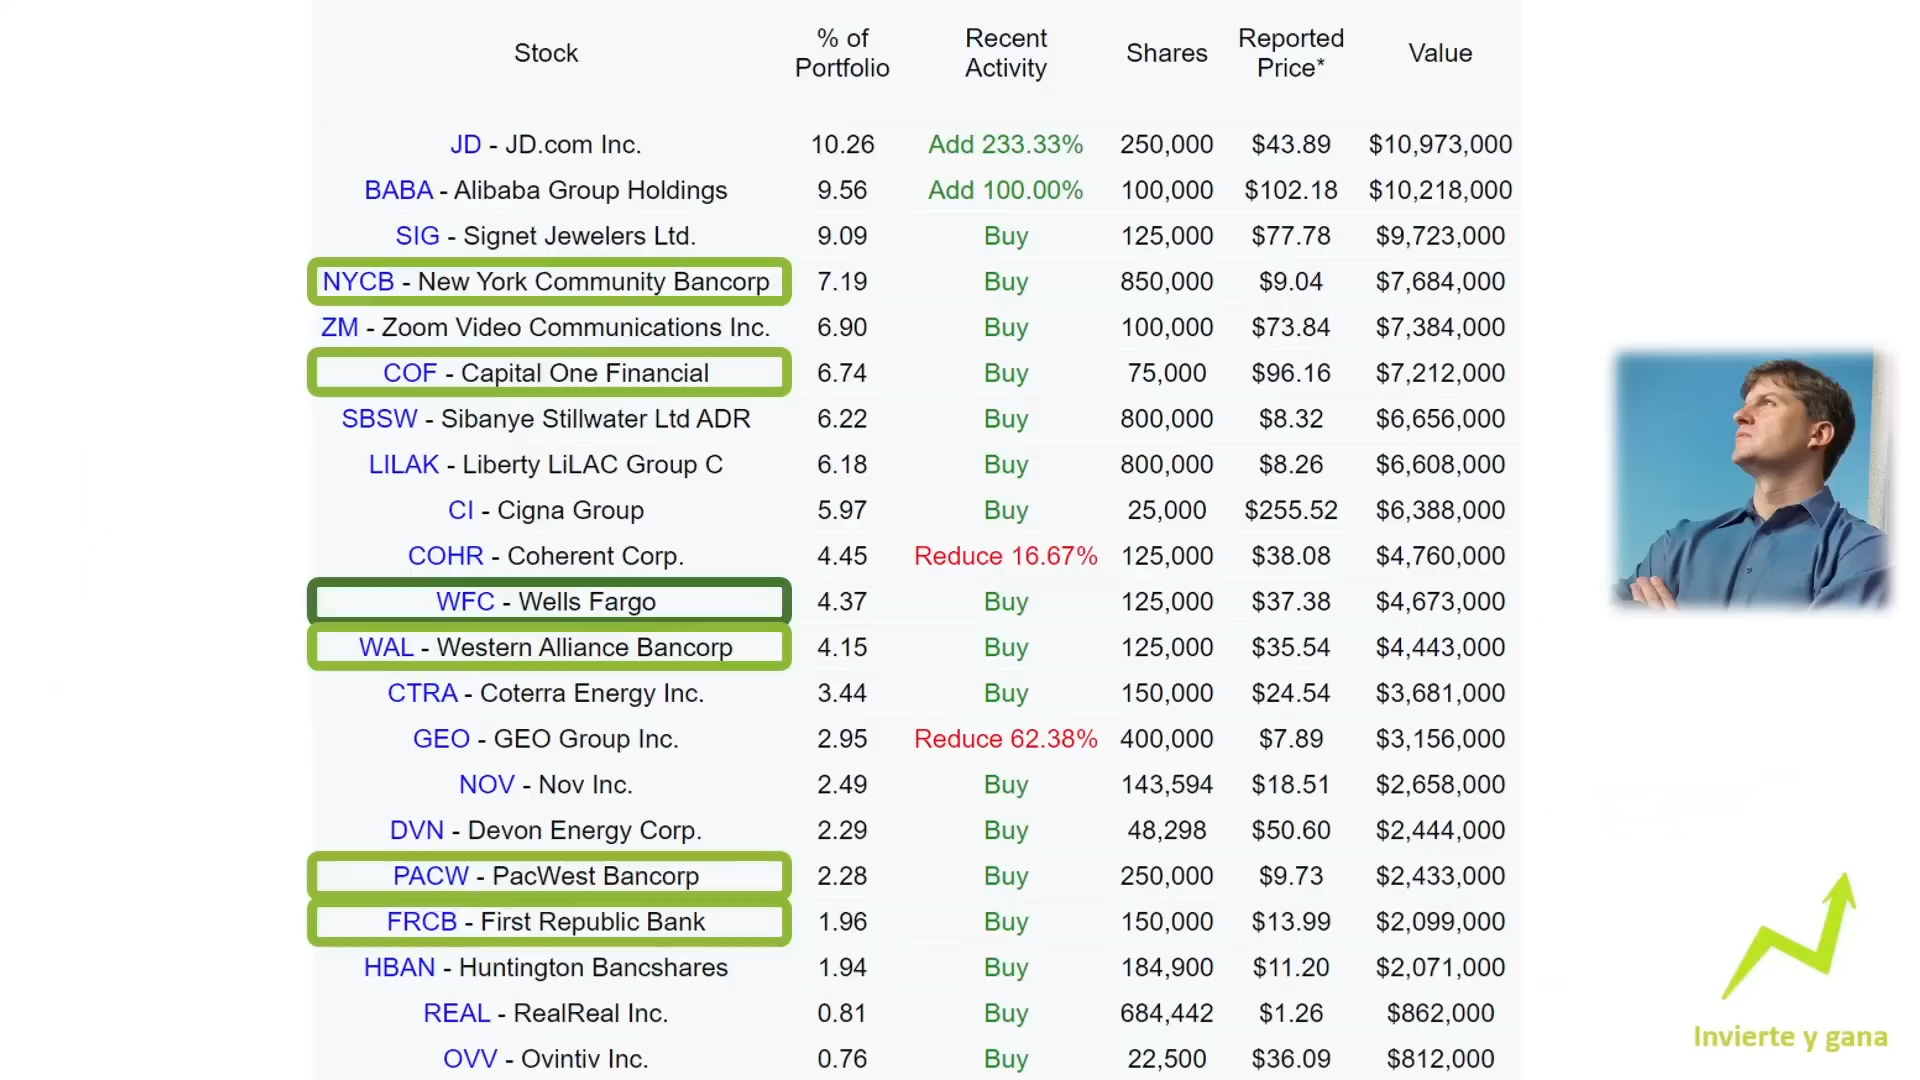 Stock % of Portfolio Recent Activity Shares Reported Price* Value
JD - JD.com Inc. 10.26 Add 233.33% 250,000 $43.89 $10,973,000
BABA - Alibaba Group Holdings 9.56 Add 100.00% 100,000 $102.18 $10,218,000
SIG - Signet Jewelers Ltd. 9.09 Buy 125,000 $77.78 $9,723,000
NYCB - New York Community Bancorp 7.19 Buy 850,000 $9.04 $7,684,000
ZM - Zoom Video Communications Inc. 6.90 Buy 100,000 $73.84 $7,384,000
COF - Capital One Financial 6.74 Buy 75,000 $96.16 $7,212,000
SBSW - Sibanye Stillwater Ltd ADR 6.22 Buy 800,000 $8.32 $6,656,000
LILAK - Liberty LiLAC Group C 6.18 Buy 800,000 $8.26 $6,608,000
CI - Cigna Group 5.97 Buy 25,000 $255.52 $6,388,000
COHR - Coherent Corp. 4.45 Reduce 16.67% 125,000 $38.08 $4,760,000
WFC - Wells Fargo 4.37 Buy 125,000 $37.38 $4,673,000
WAL - Western Alliance Bancorp 4.15 Buy 125,000 $35.54 $4,443,000
CTRA - Coterra Energy Inc. 3.44 Buy 150,000 $24.54 $3,681,000
GEO - GEO Group Inc. 2.95 Reduce 62.38% 400,000 $7.89 $3,156,000
NOV - Nov Inc. 2.49 Buy 143,594 $18.51 $2,658,000
DVN - Devon Energy Corp. 2.29 Buy 48,298 $50.60 $2,444,000
PACW - PacWest Bancorp 2.28 Buy 250,000 $9.73 $2,433,000
FRCB - First Republic Bank 1.96 Buy 150,000 $13.99 $2,099,000
HBAN - Huntington Bancshares 1.94 Buy 184,900 $11.20 $2,071,000
REAL - RealReal Inc. 0.81 Buy 684,442 $1.26 $862,000
OVV - Ovintiv Inc. 0.76 Buy 22,500 $36.09 $812,000
Invierte y gana